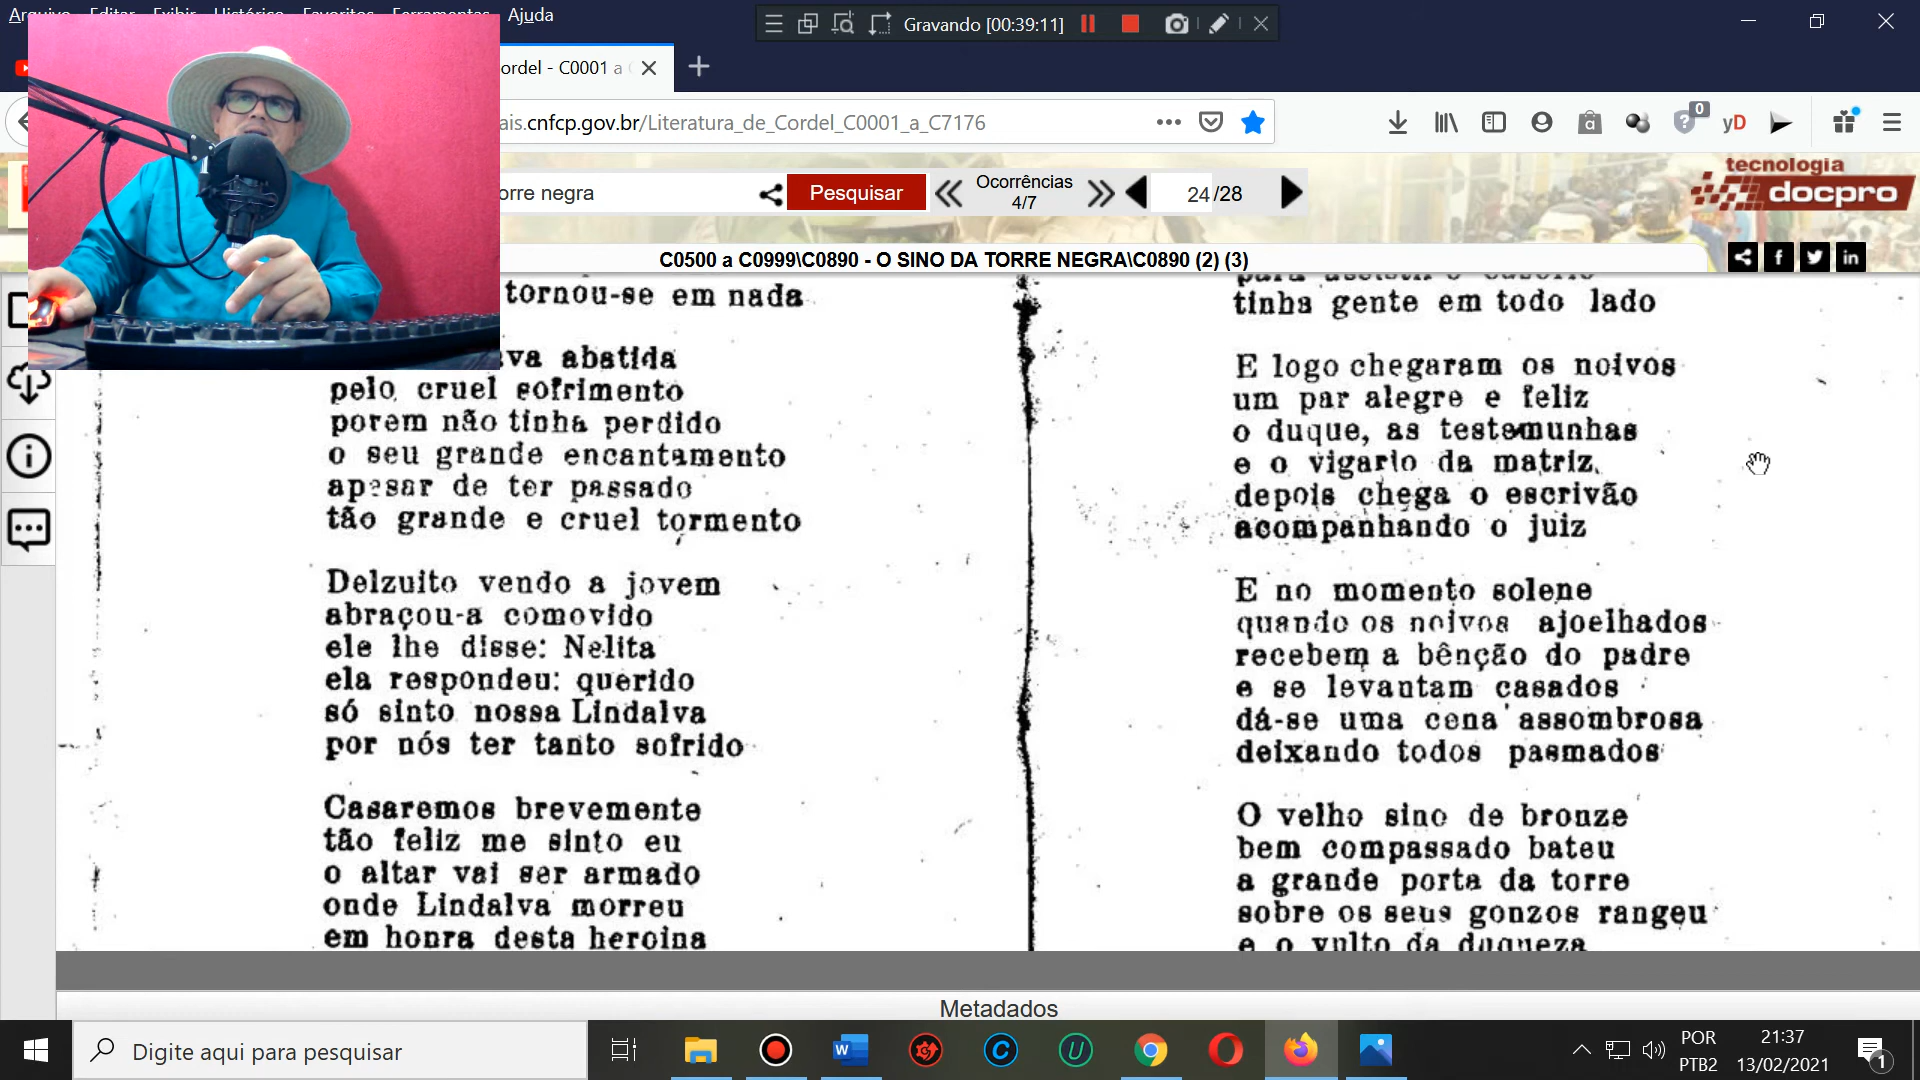 Ajuda
Gravando [00:39:11]
ordel - C0001 a
ais.cnfcp.gov.br/Literatura_de_Cordel_C0001_a_C7176
0
yD
tecnologia
docpro
orre negra
Pesquisar
Ocorrências
4/7
24 /28
C0500 a C0999\C0890 - O SINO DA TORRE NEGRA\C0890 (2) (3)
tornou-se em nada
va abatida
pelo cruel sofrimento
porem não tinha perdido
o seu grande encantamento
apesar de ter passado
tão grande e cruel tormento
Delzuito vendo a jovem
abraçou-a comovido
ele lhe disse: Nelita
ela respondeu: querido
só sinto nossa Lindalva
por nós ter tanto sofrido
Casaremos brevemente
tão feliz me sinto eu
o altar vai ser armado
onde Lindalva morreu
em honra desta heroina
tinha gente em todo lado
E logo chegaram os noivos
um par alegre e feliz
o duque, as testemunhas
e o vigario da matriz,
depois chega o escrivão
acompanhando o juiz
E no momento solene
quando os noivos ajoelhados
recebem a bênção do padre
e se levantam casados
dá-se uma cena assombrosa
deixando todos pasmados
O velho sino de bronze
bem compassado bateu
a grande porta da torre
sobre os seus gonzos rangeu
e o vulto da duqueza
Metadados
Digite aqui para pesquisar
POR
PTB2
21:37
13/02/2021
1